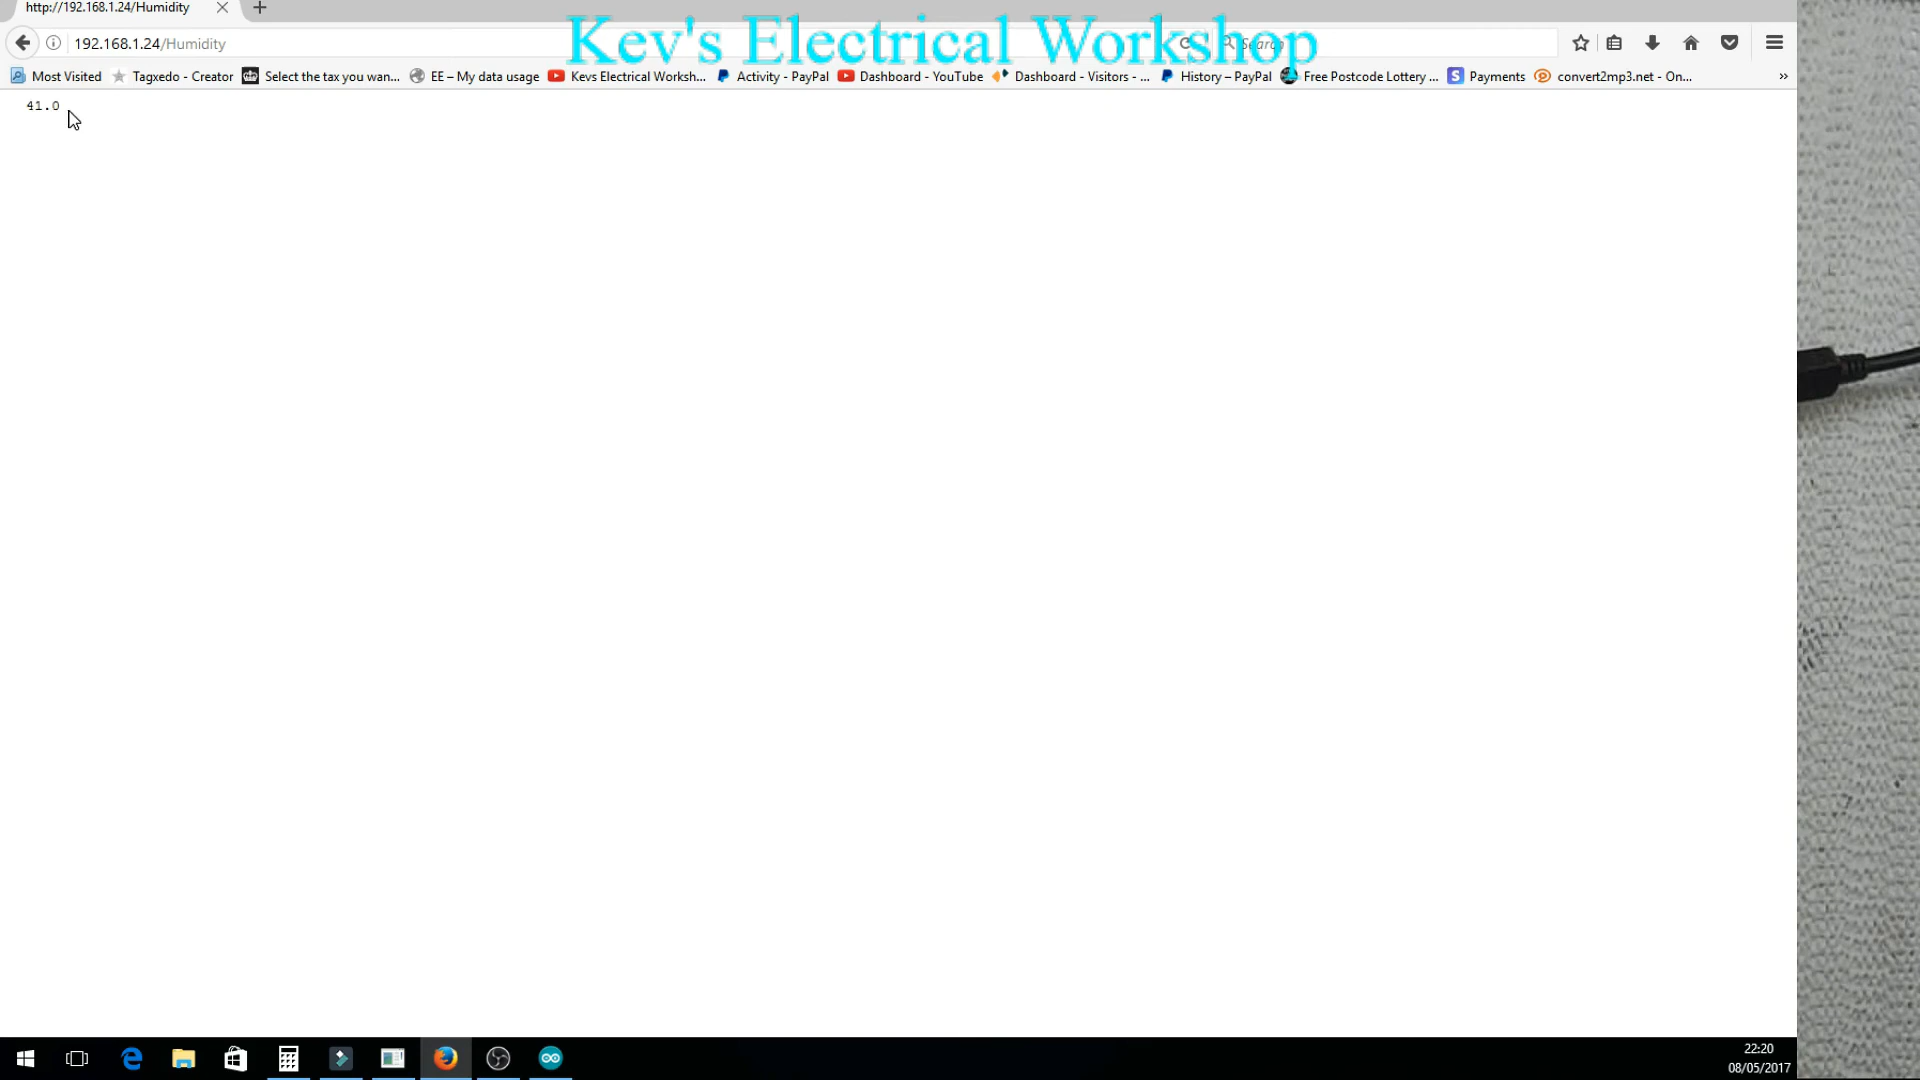 http://192.168.1.24/Humidity
Kev's Electrical Workshop
192.168.1.24/Humidity
Search
Most Visited
Tagxedo - Creator
Select the tax you wan...
EE – My data usage
Kevs Electrical Worksh...
Activity - PayPal
Dashboard - YouTube
Dashboard - Visitors - ...
History – PayPal
Free Postcode Lottery ...
S
Payments
convert2mp3.net - On...
41.0
22:20
08/05/2017